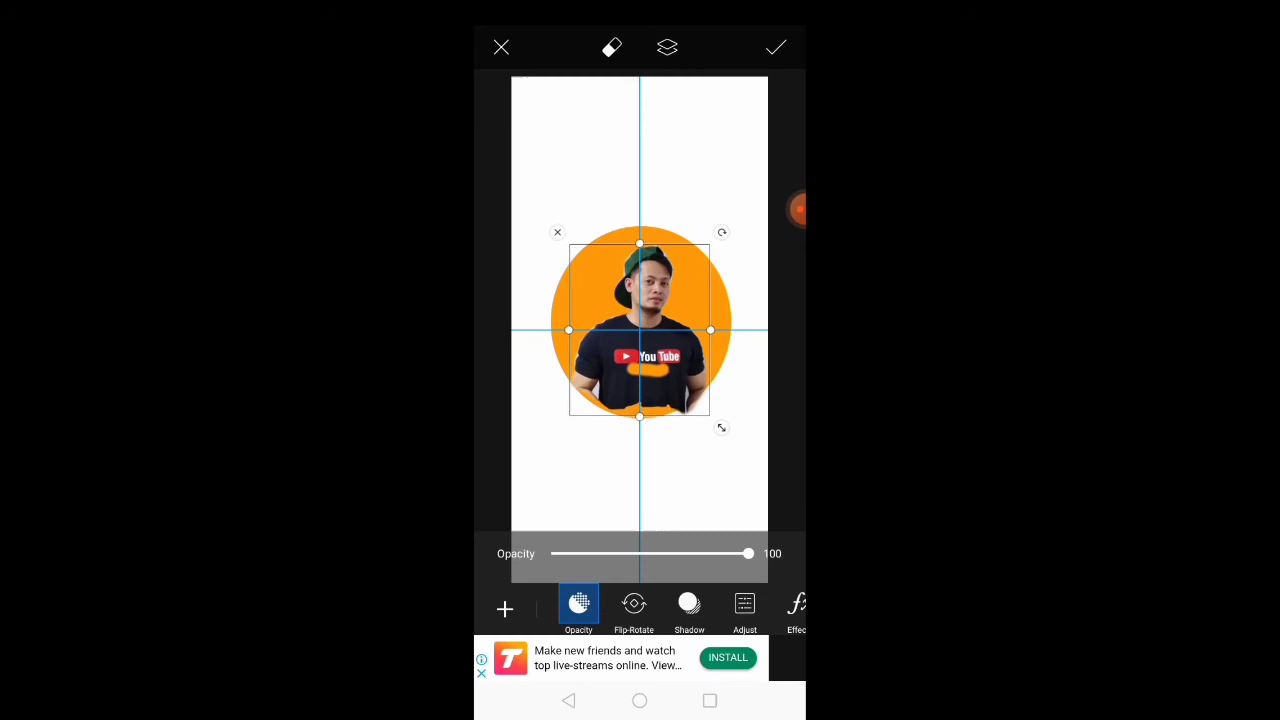 You Tube
Opacity 100
Opacity Flip-Rotate Shadow Adjust Effec
Make new friends and watch
top live-streams online. View...
INSTALL